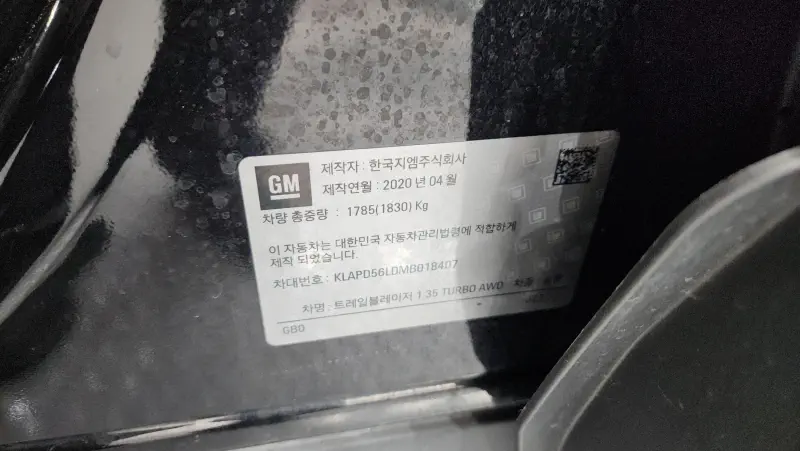 GM
제작자 : 한국지엠주식회사
제작연월 : 2020 년 04 월
차량 총중량 : 1785(1830) Kg
이 자동차는 대한민국 자동차관리법령에 적합하게
제작 되었습니다.
차대번호 : KLAPD56LDMB018407
차명 : 트레일블레이저 1.35 TURBO AWD 차종 :
GB0